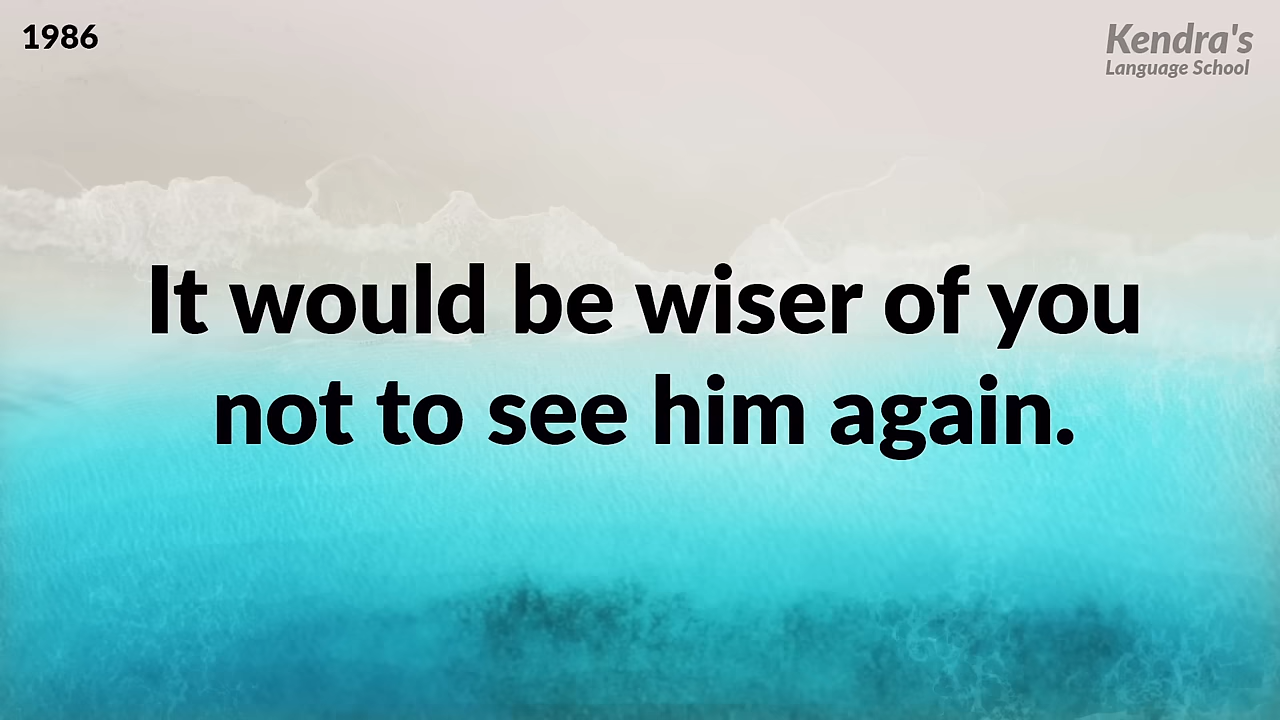 1986
Kendra's
Language School
It would be wiser of you
not to see him again.